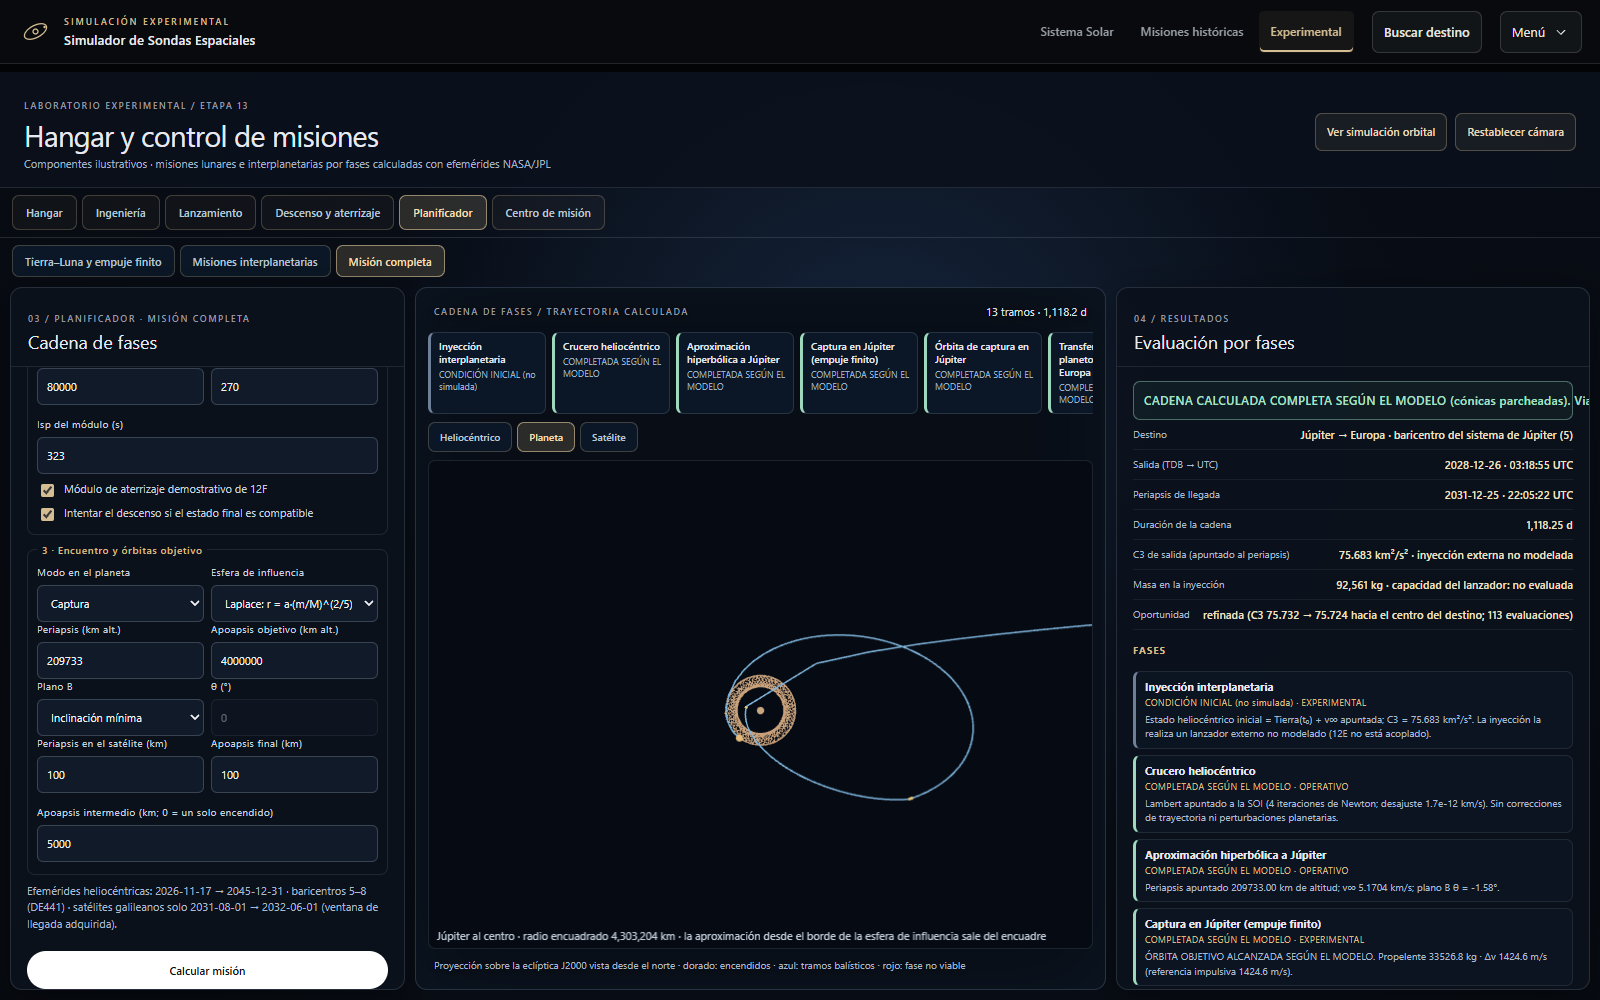 SIMULACIÓN EXPERIMENTAL
Simulador de Sondas Espaciales
Sistema Solar
Misiones históricas
Experimental
Buscar destino
Menú
LABORATORIO EXPERIMENTAL / ETAPA 13
Hangar y control de misiones
Componentes ilustrativos · misiones lunares e interplanetarias por fases calculadas con efemérides NASA/JPL
Ver simulación orbital
Restablecer cámara
Hangar
Ingeniería
Lanzamiento
Descenso y aterrizaje
Planificador
Centro de misión
Tierra–Luna y empuje finito
Misiones interplanetarias
Misión completa
03 / PLANIFICADOR · MISIÓN COMPLETA
Cadena de fases
80000
270
Isp del módulo (s)
323
Módulo de aterrizaje demostrativo de 12F
Intentar el descenso si el estado final es compatible
3 · Encuentro y órbitas objetivo
Modo en el planeta
Esfera de influencia
Captura
Laplace: r = a·(m/M)^(2/5)
Periapsis (km alt.)
Apoapsis objetivo (km alt.)
209733
4000000
Plano B
θ (°)
Inclinación mínima
0
Periapsis en el satélite (km)
Apoapsis final (km)
100
100
Apoapsis intermedio (km; 0 = un solo encendido)
5000
Efemérides heliocéntricas: 2026-11-17 → 2045-12-31 · baricentros 5–8
(DE441) · satélites galileanos solo 2031-08-01 → 2032-06-01 (ventana de
llegada adquirida).
Calcular misión
CADENA DE FASES / TRAYECTORIA CALCULADA
13 tramos · 1,118.2 d
Inyección
interplanetaria
CONDICIÓN INICIAL (no
simulada)
Crucero heliocéntrico
COMPLETADA SEGÚN EL
MODELO
Aproximación
hiperbólica a Júpiter
COMPLETADA SEGÚN EL
MODELO
Captura en Júpiter
(empuje finito)
COMPLETADA SEGÚN EL
MODELO
Órbita de captura en
Júpiter
COMPLETADA SEGÚN EL
MODELO
Transfe
planeto
Europa
COMPLE
MODELC
Heliocéntrico
Planeta
Satélite
Júpiter al centro · radio encuadrado 4,303,204 km · la aproximación desde el borde de la esfera de influencia sale del encuadre
Proyección sobre la eclíptica J2000 vista desde el norte · dorado: encendidos · azul: tramos balísticos · rojo: fase no viable
04 / RESULTADOS
Evaluación por fases
CADENA CALCULADA COMPLETA SEGÚN EL MODELO (cónicas parcheadas). Via
Destino
Júpiter → Europa · baricentro del sistema de Júpiter (5)
Salida (TDB → UTC)
2028-12-26 · 03:18:55 UTC
Periapsis de llegada
2031-12-25 · 22:05:22 UTC
Duración de la cadena
1,118.25 d
C3 de salida (apuntado al periapsis)
75.683 km²/s² · inyección externa no modelada
Masa en la inyección
92,561 kg · capacidad del lanzador: no evaluada
Oportunidad
refinada (C3 75.732 → 75.724 hacia el centro del destino; 113 evaluaciones)
FASES
Inyección interplanetaria
CONDICIÓN INICIAL (no simulada) · EXPERIMENTAL
Estado heliocéntrico inicial = Tierra(t₀) + v∞ apuntada; C3 = 75.683 km²/s². La inyección la
realiza un lanzador externo no modelado (12E no está acoplado).
Crucero heliocéntrico
COMPLETADA SEGÚN EL MODELO · OPERATIVO
Lambert apuntado a la SOI (4 iteraciones de Newton; desajuste 1.7e-12 km/s). Sin correcciones
de trayectoria ni perturbaciones planetarias.
Aproximación hiperbólica a Júpiter
COMPLETADA SEGÚN EL MODELO · OPERATIVO
Periapsis apuntado 209733.00 km de altitud; v∞ 5.1704 km/s; plano B θ = -1.58°.
Captura en Júpiter (empuje finito)
COMPLETADA SEGÚN EL MODELO · EXPERIMENTAL
ÓRBITA OBJETIVO ALCANZADA SEGÚN EL MODELO. Propelente 33526.8 kg · Δv 1424.6 m/s
(referencia impulsiva 1424.6 m/s).